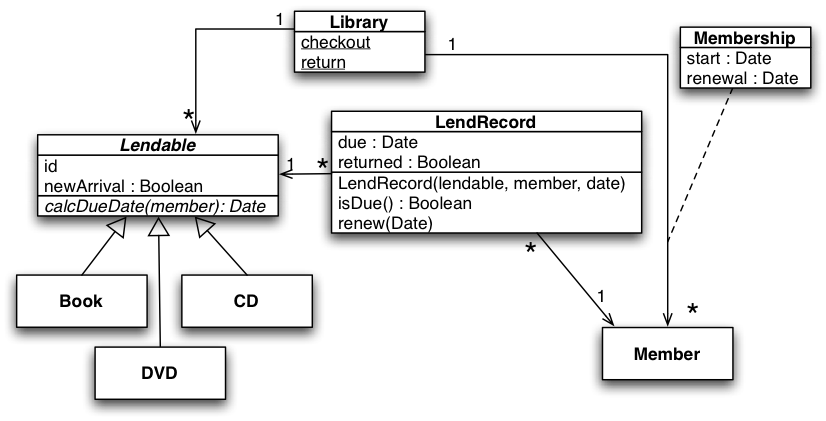 1
Library
checkout
return
1
Membership
start : Date
renewal : Date
*
Lendable
id
newArrival : Boolean
calcDueDate(member): Date
1
*
LendRecord
due : Date
returned : Boolean
LendRecord(lendable, member, date)
isDue() : Boolean
renew(Date)
*
1
*
Book
CD
DVD
Member